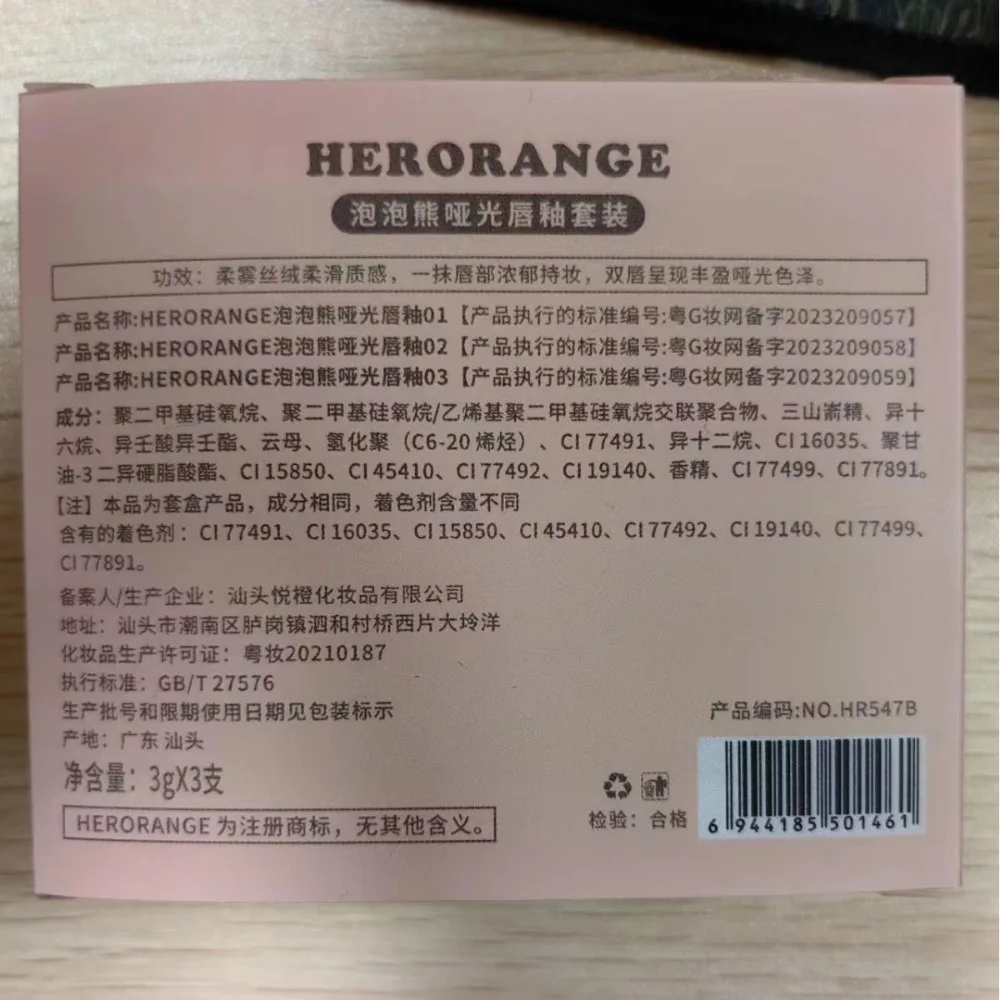 HERORANGE
泡泡熊哑光唇釉套装
功效：柔雾丝绒柔滑质感，一抹唇部浓郁持妆，双唇呈现丰盈哑光色泽。
产品名称:HERORANGE泡泡熊哑光唇釉01【产品执行的标准编号:粤G妆网备字2023209057】
产品名称:HERORANGE泡泡熊哑光唇釉02【产品执行的标准编号:粤G妆网备字2023209058】
产品名称:HERORANGE泡泡熊哑光唇釉03【产品执行的标准编号:粤G妆网备字2023209059】
成分：聚二甲基硅氧烷、聚二甲基硅氧烷/乙烯基聚二甲基硅氧烷交联聚合物、三山嵛精、异十
六烷、异壬酸异壬酯、云母、氢化聚（C6-20 烯烃）、CI 77491、异十二烷、CI 16035、聚甘
油-3 二异硬脂酸酯、CI 15850、CI 45410、CI 77492、CI 19140、香精、CI 77499、CI 77891。
【注】本品为套盒产品，成分相同，着色剂含量不同
含有的着色剂：CI 77491、CI 16035、CI 15850、CI 45410、CI 77492、CI 19140、CI 77499、
CI 77891。
备案人/生产企业：汕头悦橙化妆品有限公司
地址：汕头市潮南区胪岗镇泗和村桥西片大坽洋
化妆品生产许可证：粤妆20210187
执行标准：GB/T 27576
生产批号和限期使用日期见包装标示
产地：广东 汕头
净含量：3gX3支
HERORANGE 为注册商标，无其他含义。
产品编码:NO.HR547B
检验：合格
6 944185 501461